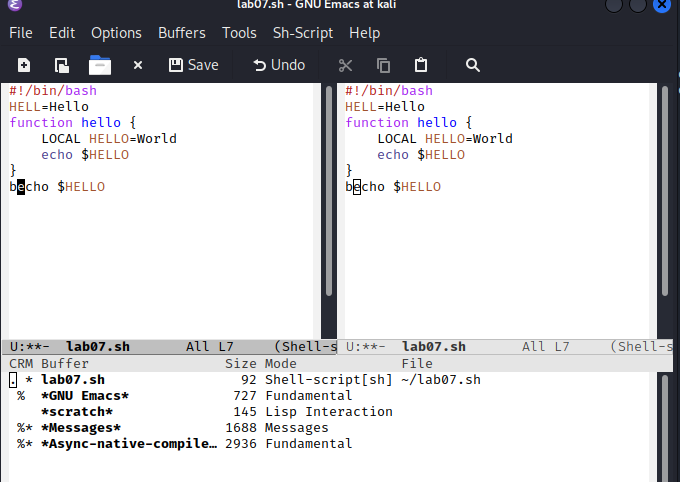 lab07.sh - GNU Emacs at kali
File Edit Options Buffers Tools Sh-Script Help
Save Undo
#!/bin/bash
HELL=Hello
function hello {
    LOCAL HELLO=World
    echo $HELLO
}
becho $HELLO
U:**-  lab07.sh       All L7     (Shell-s
#!/bin/bash
HELL=Hello
function hello {
    LOCAL HELLO=World
    echo $HELLO
}
becho $HELLO
U:**-  lab07.sh       All L7     (Shell-s
CRM Buffer                 Size Mode             File
. * lab07.sh                 92 Shell-script[sh] ~/lab07.sh
 %  *GNU Emacs*             727 Fundamental
    *scratch*               145 Lisp Interaction
 %* *Messages*             1688 Messages
 %* *Async-native-compile… 2936 Fundamental